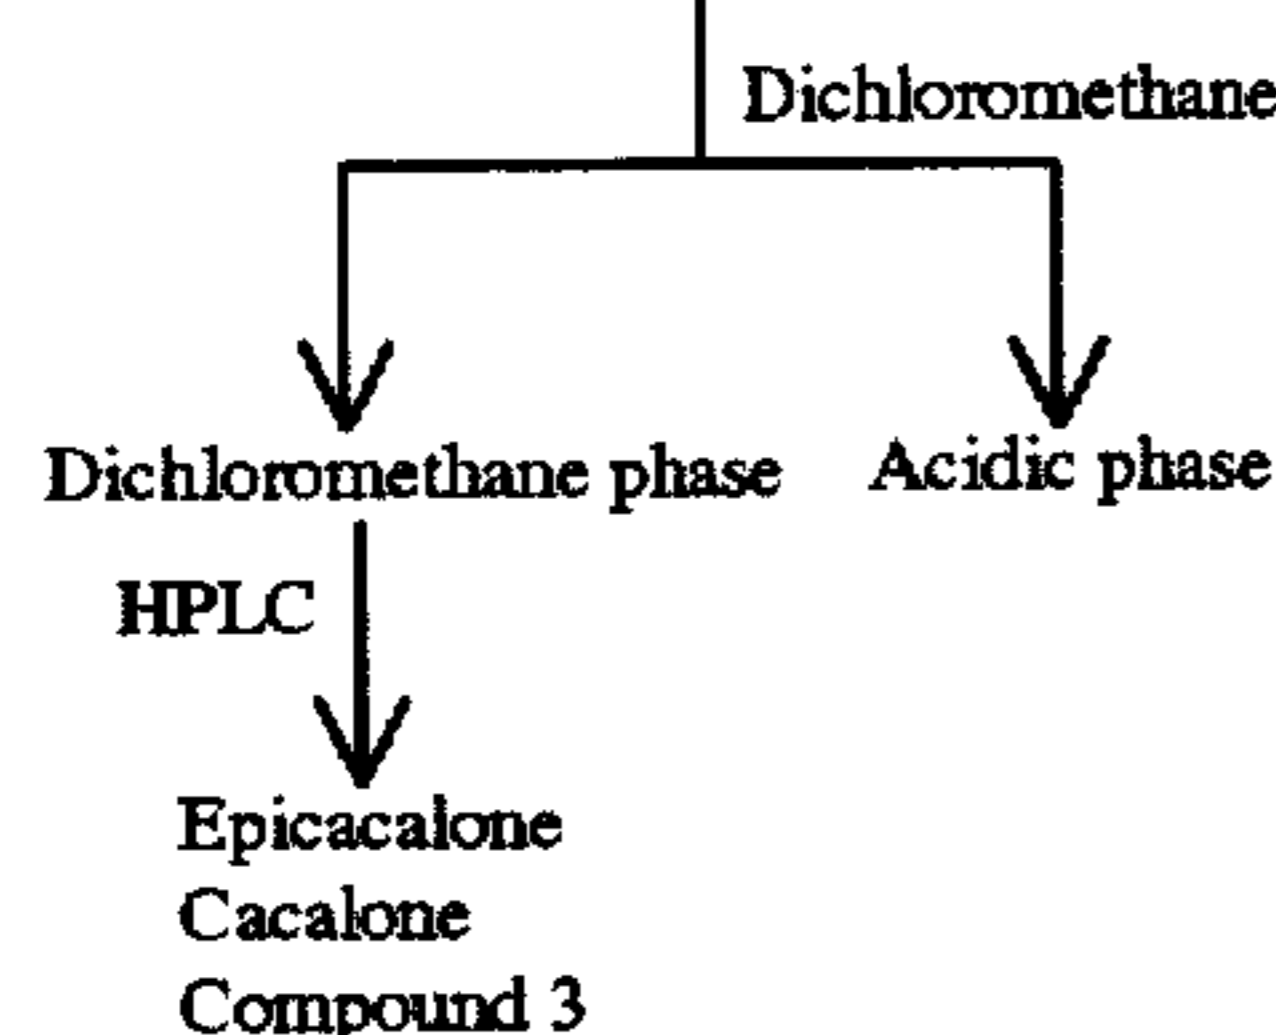 Dichloromethane
Dichloromethane phase
Acidic phase
HPLC
Epicacalone
Cacalone
Compound 3